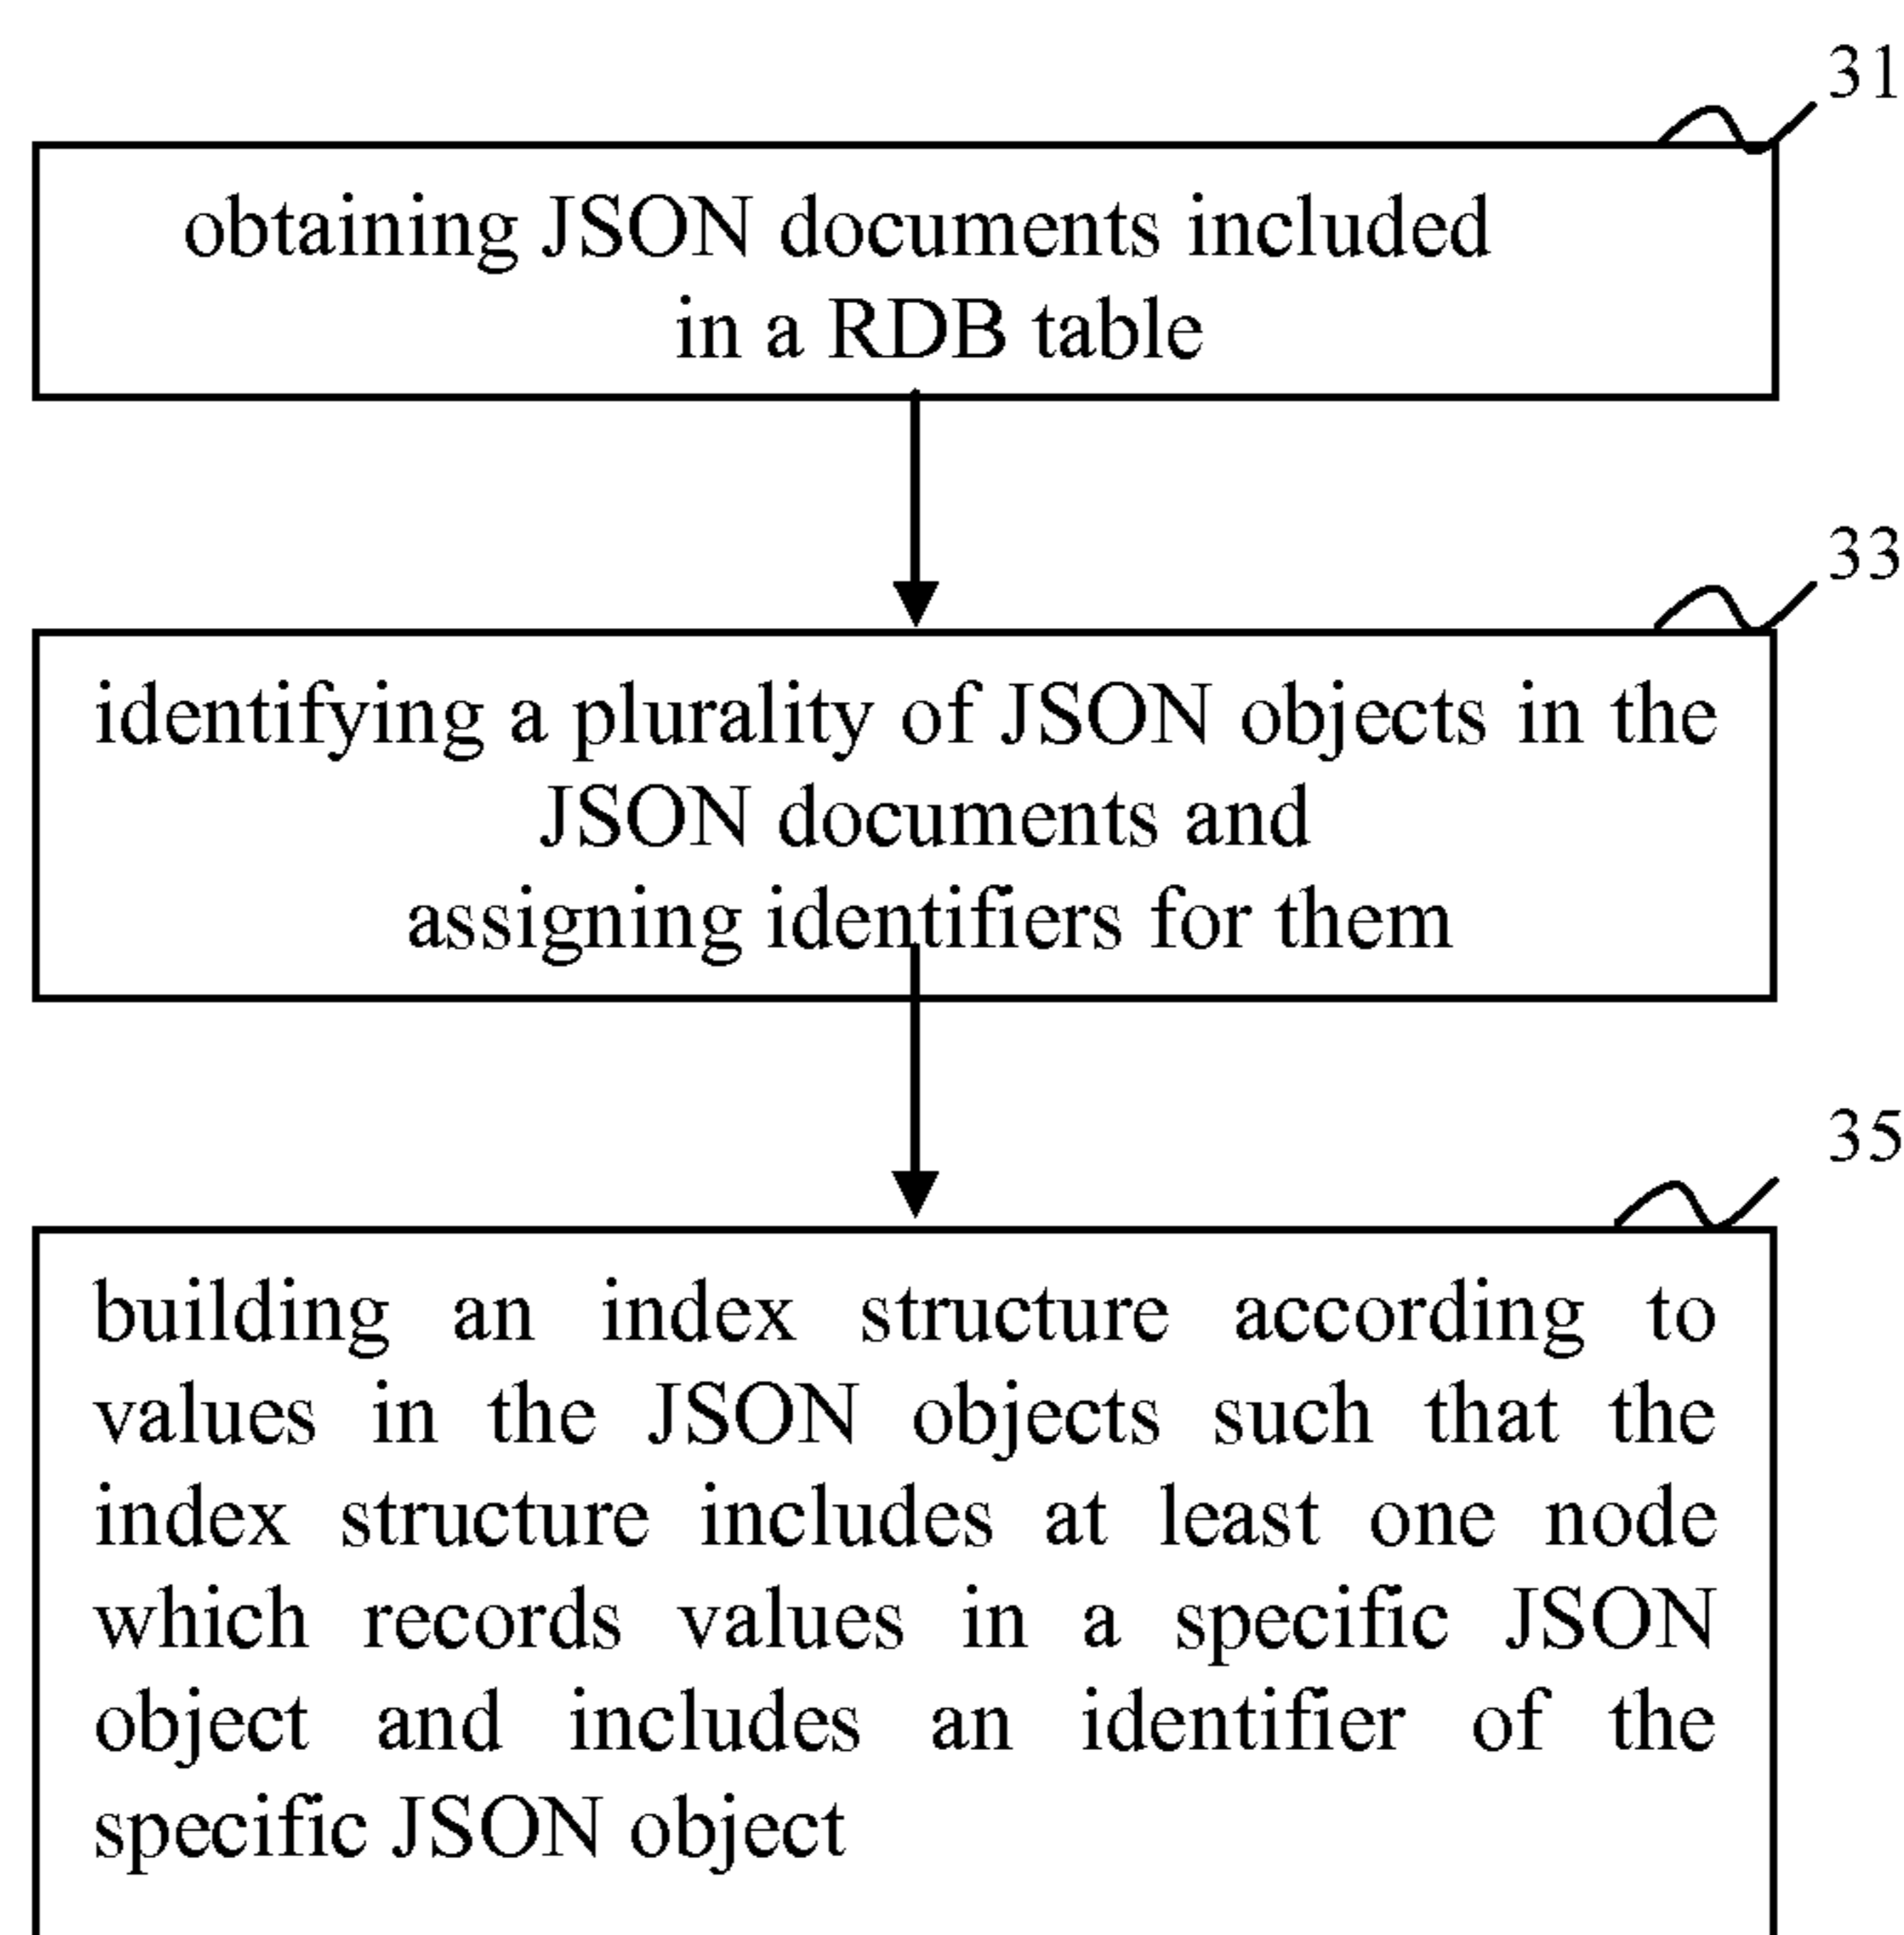 31
obtaining JSON documents included
in a RDB table
33
identifying a plurality of JSON objects in the
JSON documents and
assigning identifiers for them
35
building an index structure according to
values in the JSON objects such that the
index structure includes at least one node
which records values in a specific JSON
object and includes an identifier of the
specific JSON object